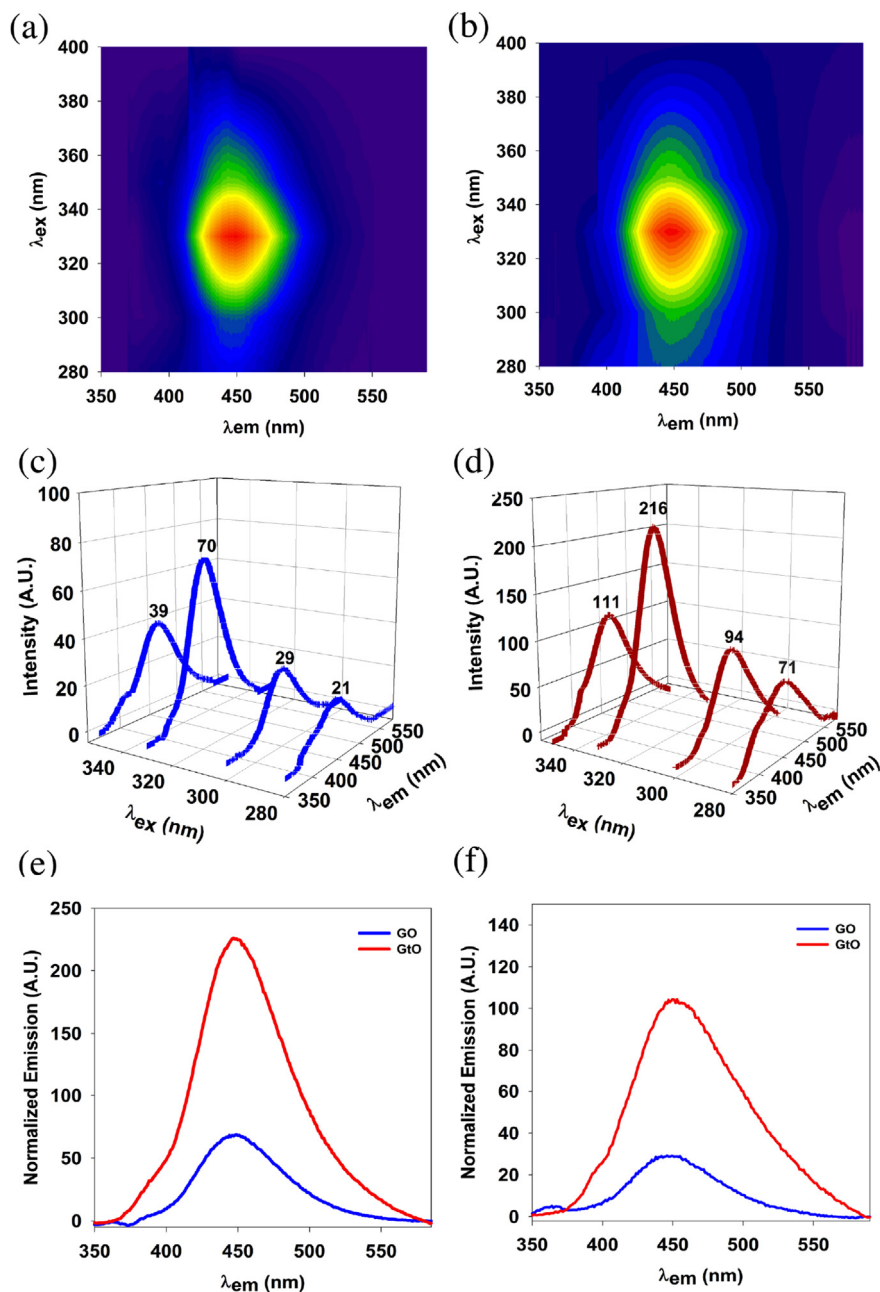 (a)
400
380
360
340
320
300
280
λex (nm)
350 400 450 500 550
λem (nm)
(b)
400
380
360
340
320
300
280
λex (nm)
350 400 450 500 550
λem (nm)
(c)
100
80
60
40
20
0
Intensity (A.U.)
39
70
29
21
340
320
300
280
λex (nm)
350
400
450
500
550
λem (nm)
(d)
250
200
150
100
50
0
Intensity (A.U.)
111
216
94
71
340
320
300
280
λex (nm)
350
400
450
500
550
λem (nm)
(e)
250
200
150
100
50
0
Normalized Emission (A.U.)
GO
GtO
350 400 450 500 550
λem (nm)
(f)
140
120
100
80
60
40
20
0
Normalized Emission (A.U.)
GO
GtO
350 400 450 500 550
λem (nm)